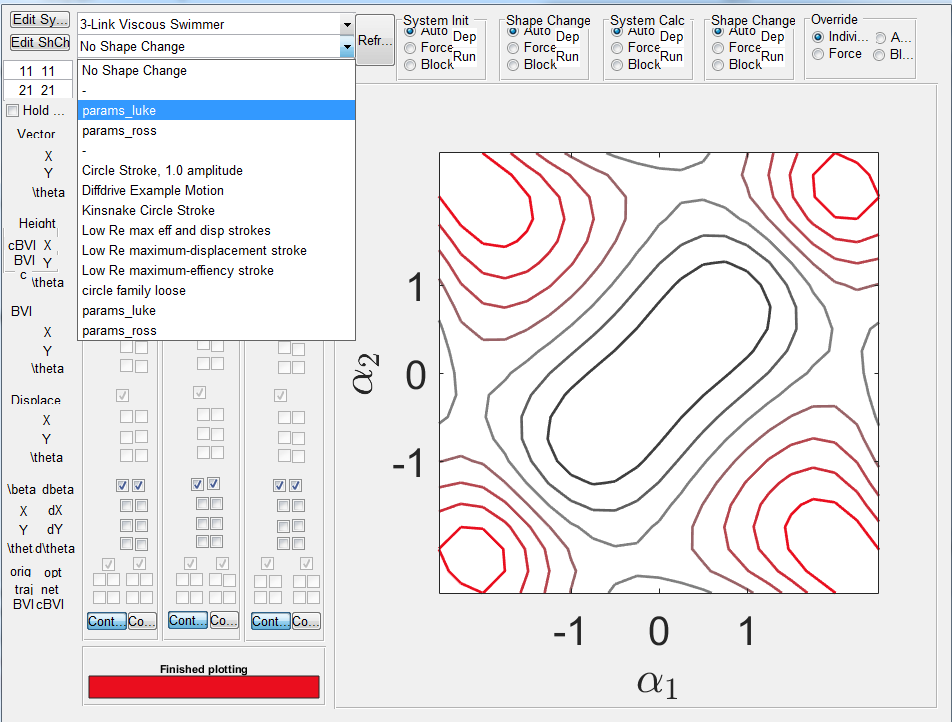 Edit Sy...
3-Link Viscous Swimmer
Edit ShCh
No Shape Change
Refr...
System Init
Auto Dep
Force
Block Run
Shape Change
Auto Dep
Force
Block Run
System Calc
Auto Dep
Force
Block Run
Shape Change
Auto Dep
Force
Block Run
Override
Indivi... A...
Force Bl...
11 11
21 21
Hold ...
No Shape Change
-
params_luke
params_ross
-
Circle Stroke, 1.0 amplitude
Diffdrive Example Motion
Kinsnake Circle Stroke
Low Re max eff and disp strokes
Low Re maximum-displacement stroke
Low Re maximum-effiency stroke
circle family loose
params_luke
params_ross
Vector
X
Y
\theta
Height
cBVI X
BVI Y
c \theta
BVI
X
Y
\theta
Displace
X
Y
\theta
\beta dbeta
X dX
Y dY
\thet d\theta
orig opt
traj net
BVI cBVI
Cont... Co...
Cont... Co...
Cont... Co...
Finished plotting
1
0
-1
α2
-1 0 1
α1